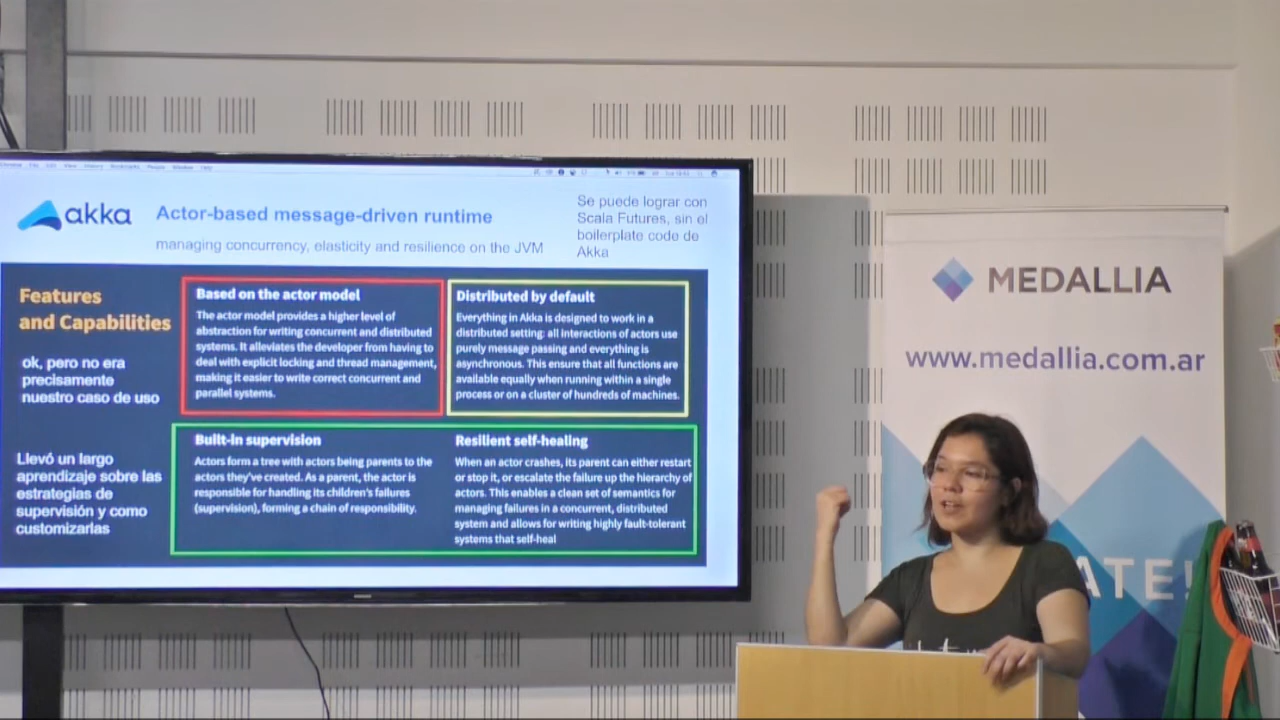 akka
Actor-based message-driven runtime
managing concurrency, elasticity and resilience on the JVM
Se puede lograr con
Scala Futures, sin el
boilerplate code de
Akka
Features
and Capabilities
ok, pero no era
precisamente
nuestro caso de uso
Based on the actor model
The actor model provides a higher level of
abstraction for writing concurrent and distributed
systems. It alleviates the developer from having to
deal with explicit locking and thread management,
making it easier to write correct concurrent and
parallel systems.
Distributed by default
Everything in Akka is designed to work in a
distributed setting: all interactions of actors use
purely message passing and everything is
asynchronous. This ensure that all functions are
available equally when running within a single
process or on a cluster of hundreds of machines.
Llevó un largo
aprendizaje sobre las
estrategias de
supervisión y como
customizarlas
Built-in supervision
Actors form a tree with actors being parents to the
actors they've created. As a parent, the actor is
responsible for handling its children's failures
(supervision), forming a chain of responsibility.
Resilient self-healing
When an actor crashes, its parent can either restart
or stop it, or escalate the failure up the hierarchy of
actors. This enables a clean set of semantics for
managing failures in a concurrent, distributed
system and allows for writing highly fault-tolerant
systems that self-heal
MEDALLIA
www.medallia.com.ar
ATE!